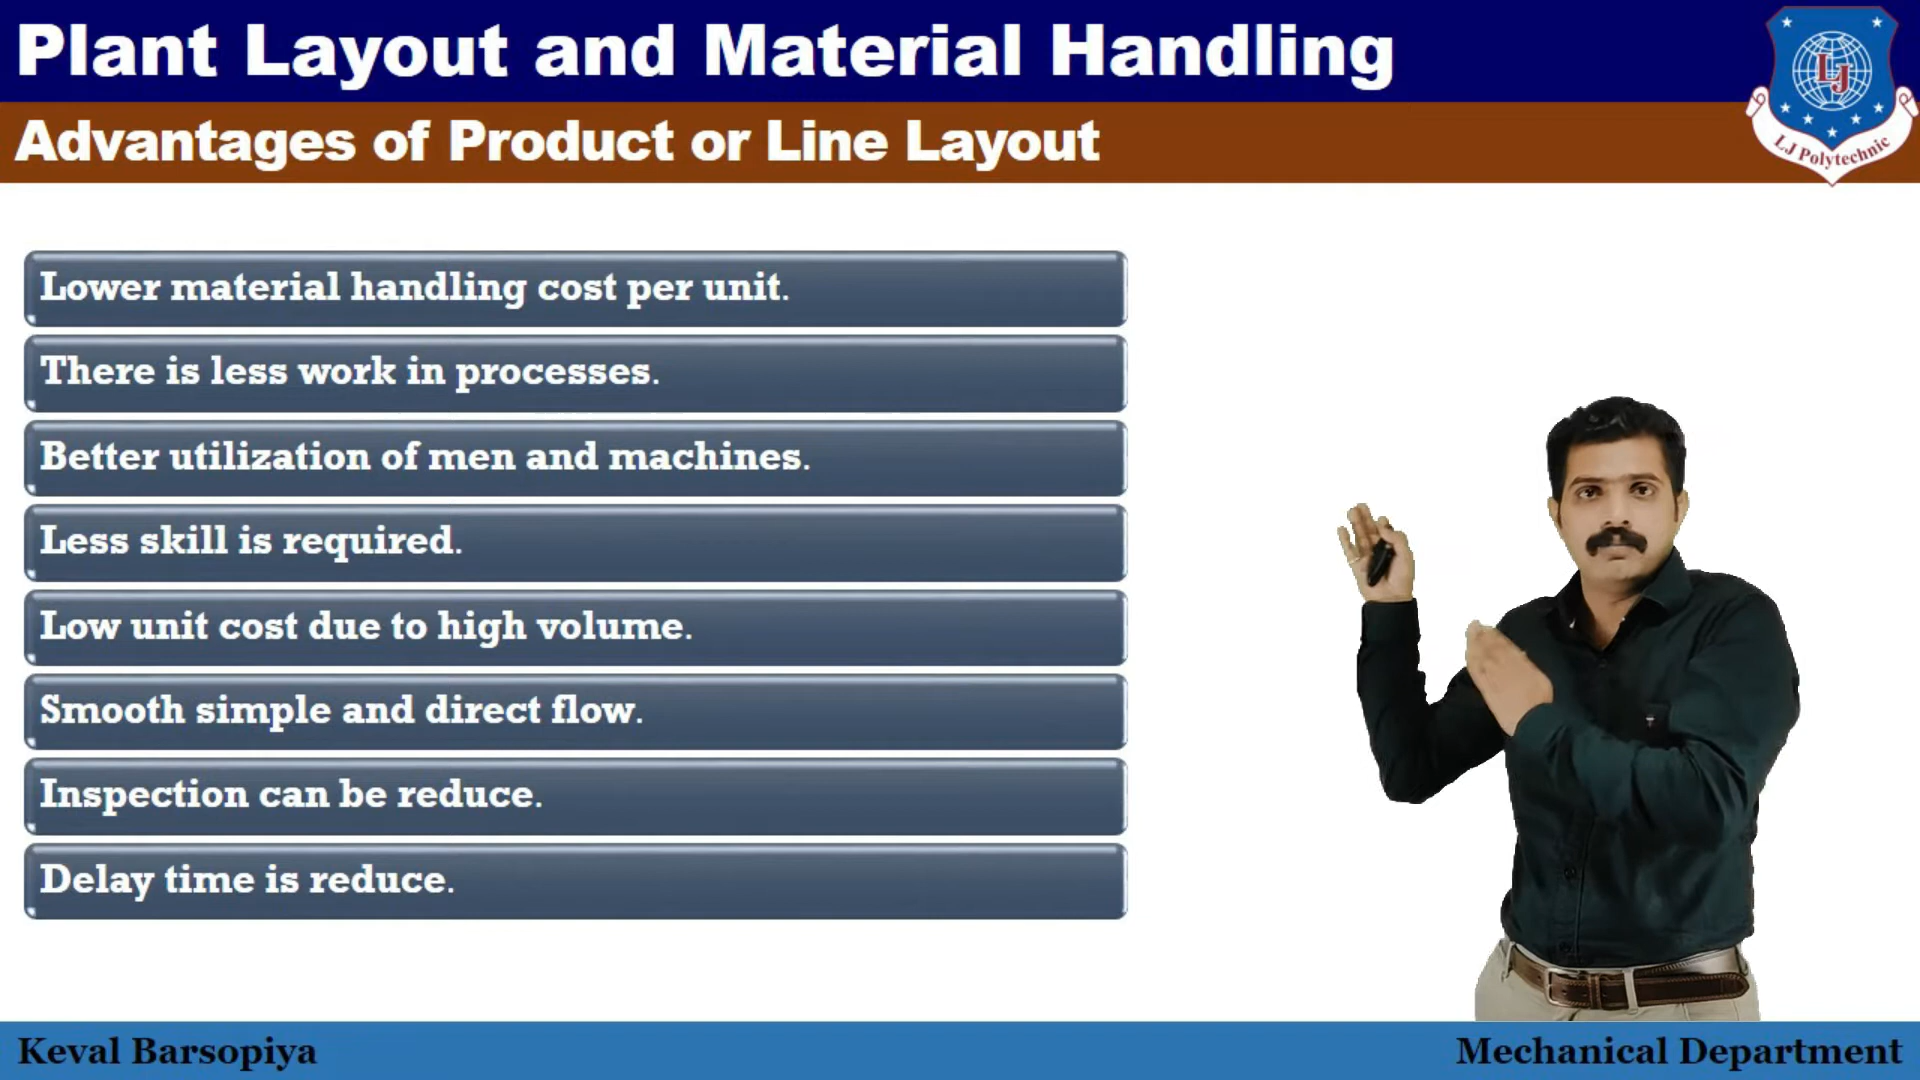 Plant Layout and Material Handling
Advantages of Product or Line Layout
LJ
LJ Polytechnic
Lower material handling cost per unit.
There is less work in processes.
Better utilization of men and machines.
Less skill is required.
Low unit cost due to high volume.
Smooth simple and direct flow.
Inspection can be reduce.
Delay time is reduce.
Keval Barsopiya
Mechanical Department